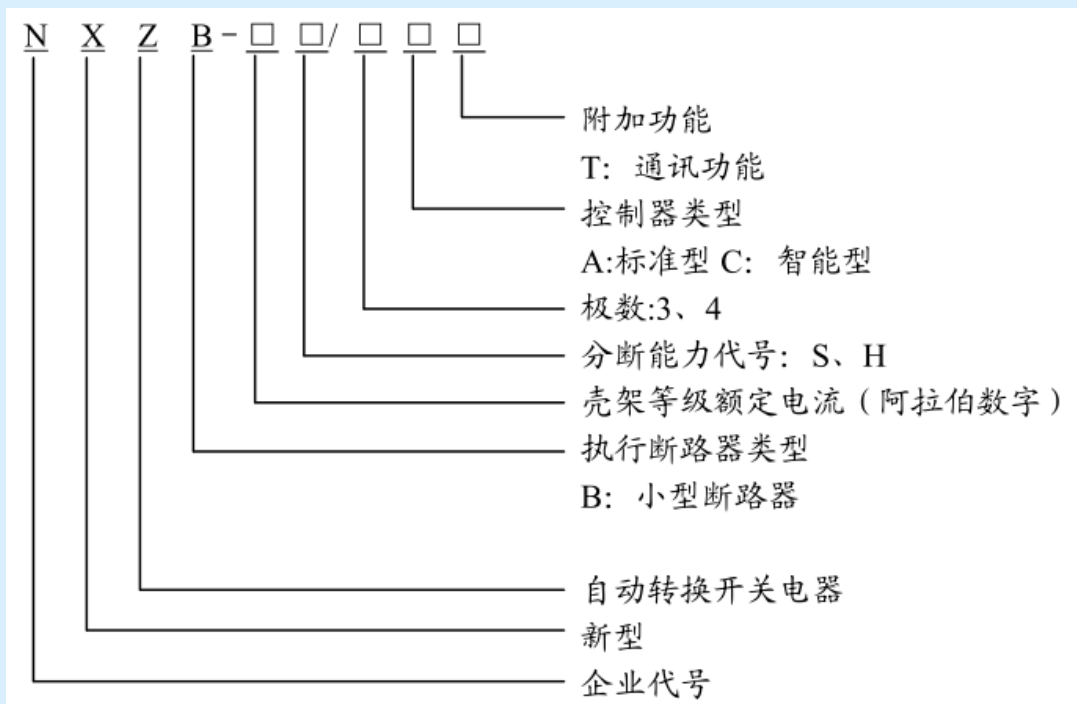 N X Z B-□ □/□ □ □
附加功能
T: 通讯功能
控制器类型
A:标准型 C: 智能型
极数:3、4
分断能力代号: S、H
壳架等级额定电流（阿拉伯数字）
执行断路器类型
B: 小型断路器
自动转换开关电器
新型
企业代号